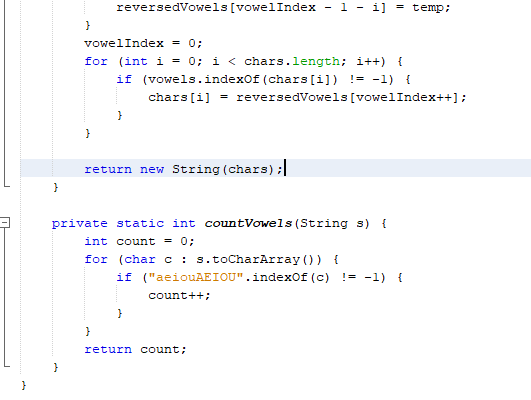 reversedVowels[vowelIndex - 1 - i] = temp;
        }
        vowelIndex = 0;
        for (int i = 0; i < chars.length; i++) {
            if (vowels.indexOf(chars[i]) != -1) {
                chars[i] = reversedVowels[vowelIndex++];
            }
        }

        return new String(chars);
    }

    private static int countVowels(String s) {
        int count = 0;
        for (char c : s.toCharArray()) {
            if ("aeiouAEIOU".indexOf(c) != -1) {
                count++;
            }
        }
        return count;
    }
}